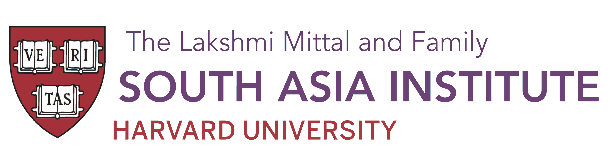 VE RI
TAS
The Lakshmi Mittal and Family
SOUTH ASIA INSTITUTE
HARVARD UNIVERSITY